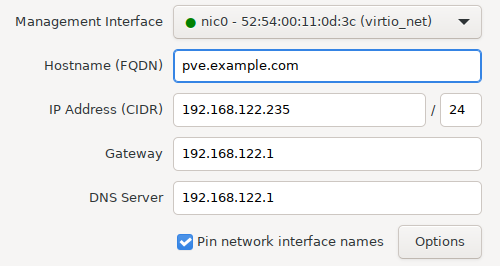 Management Interface nic0 - 52:54:00:11:0d:3c (virtio_net)
Hostname (FQDN) pve.example.com
IP Address (CIDR) 192.168.122.235 / 24
Gateway 192.168.122.1
DNS Server 192.168.122.1
Pin network interface names Options